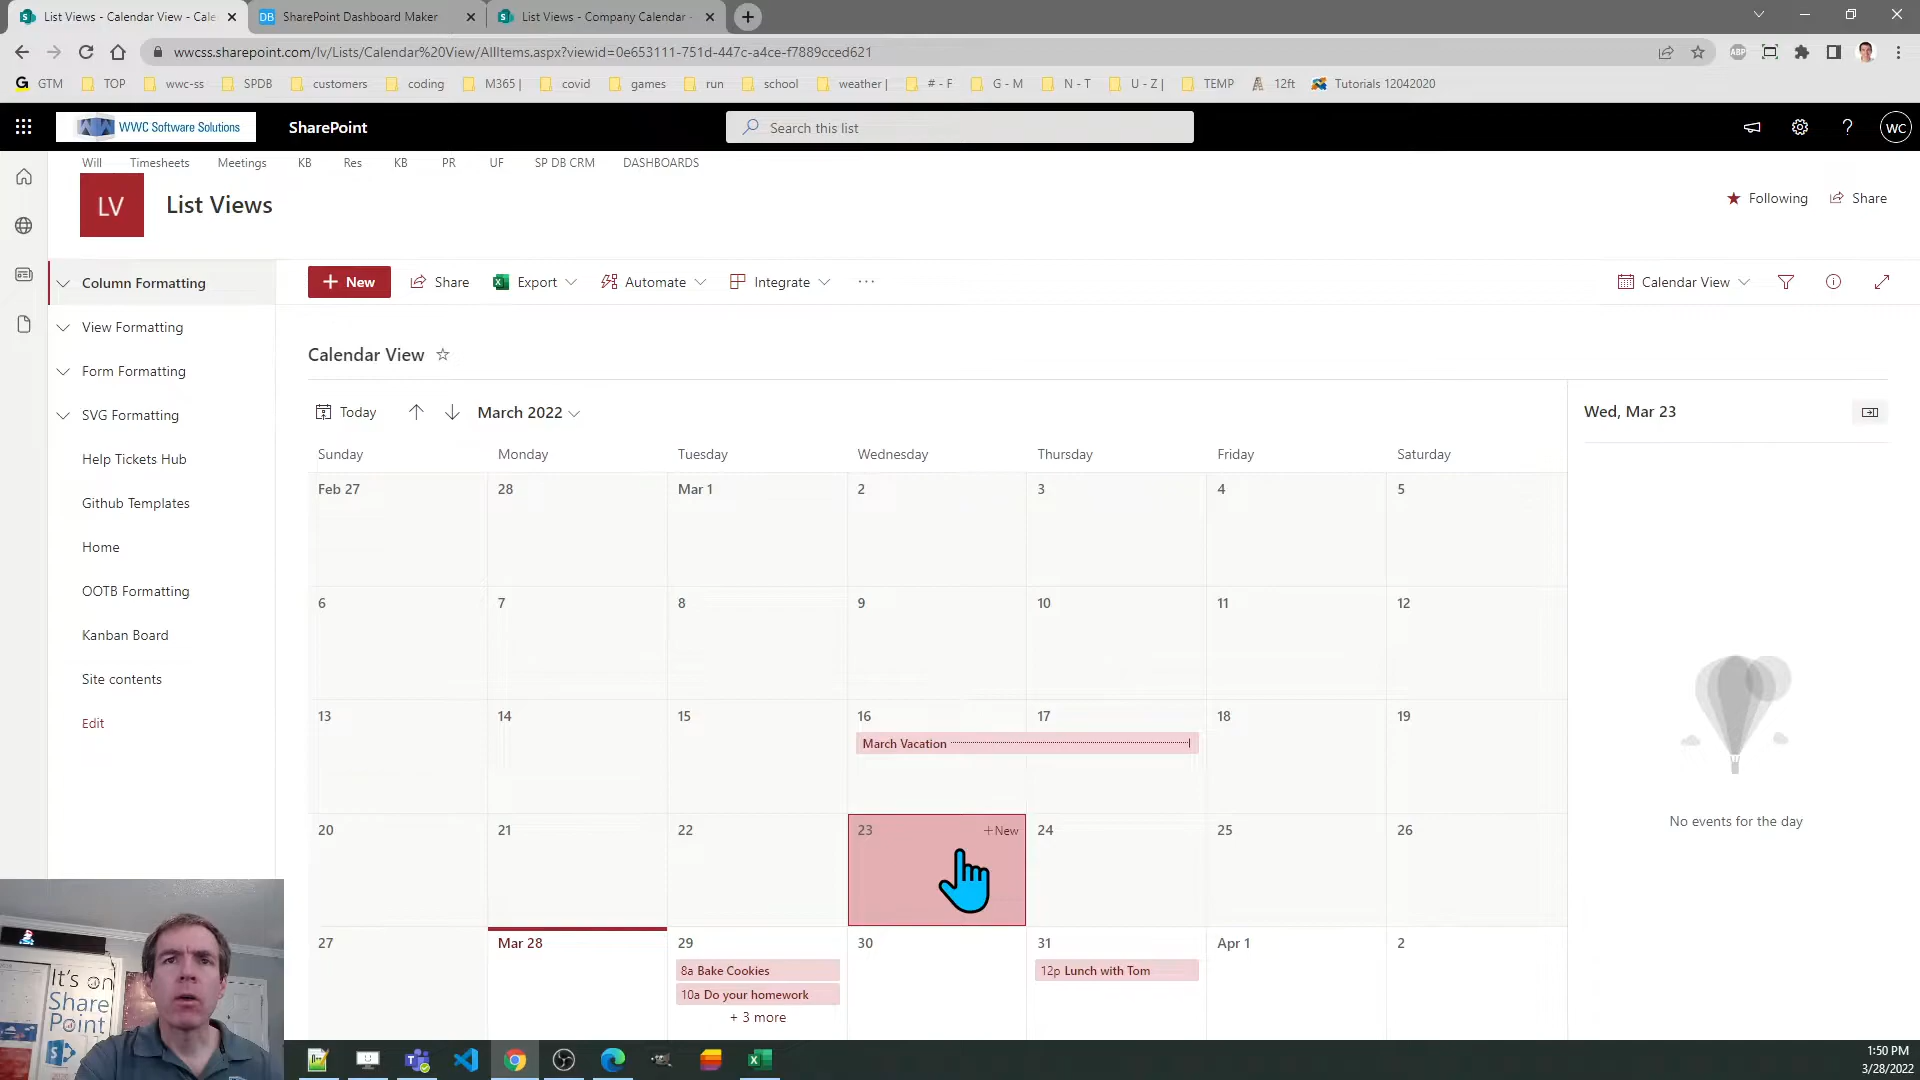 List Views - Calendar View - Cale
SharePoint Dashboard Maker
List Views - Company Calendar -
wwcss.sharepoint.com/lv/Lists/Calendar%20View/AllItems.aspx?viewid=0e653111-751d-447c-a4ce-f7889cced621
ABP
G GTM TOP wwc-ss SPDB customers coding M365 | covid games run school weather | # - F G - M N - T U - Z | TEMP 12ft Tutorials 12042020
WWC Software Solutions SharePoint Search this list ? WC
Will Timesheets Meetings KB Res KB PR UF SP DB CRM DASHBOARDS
LV List Views Following Share
+ New Share Export Automate Integrate ... Calendar View
Column Formatting
View Formatting
Form Formatting
SVG Formatting
Help Tickets Hub
Github Templates
Home
OOTB Formatting
Kanban Board
Site contents
Edit
Calendar View
Today March 2022
Sunday Monday Tuesday Wednesday Thursday Friday Saturday
Feb 27 28 Mar 1 2 3 4 5
6 7 8 9 10 11 12
13 14 15 16 17 18 19
March Vacation
20 21 22 23 +New 24 25 26
27 Mar 28 29 30 31 Apr 1 2
8a Bake Cookies 12p Lunch with Tom
10a Do your homework
+ 3 more
Wed, Mar 23
No events for the day
It's on
Share
Point
1:50 PM
3/28/2022